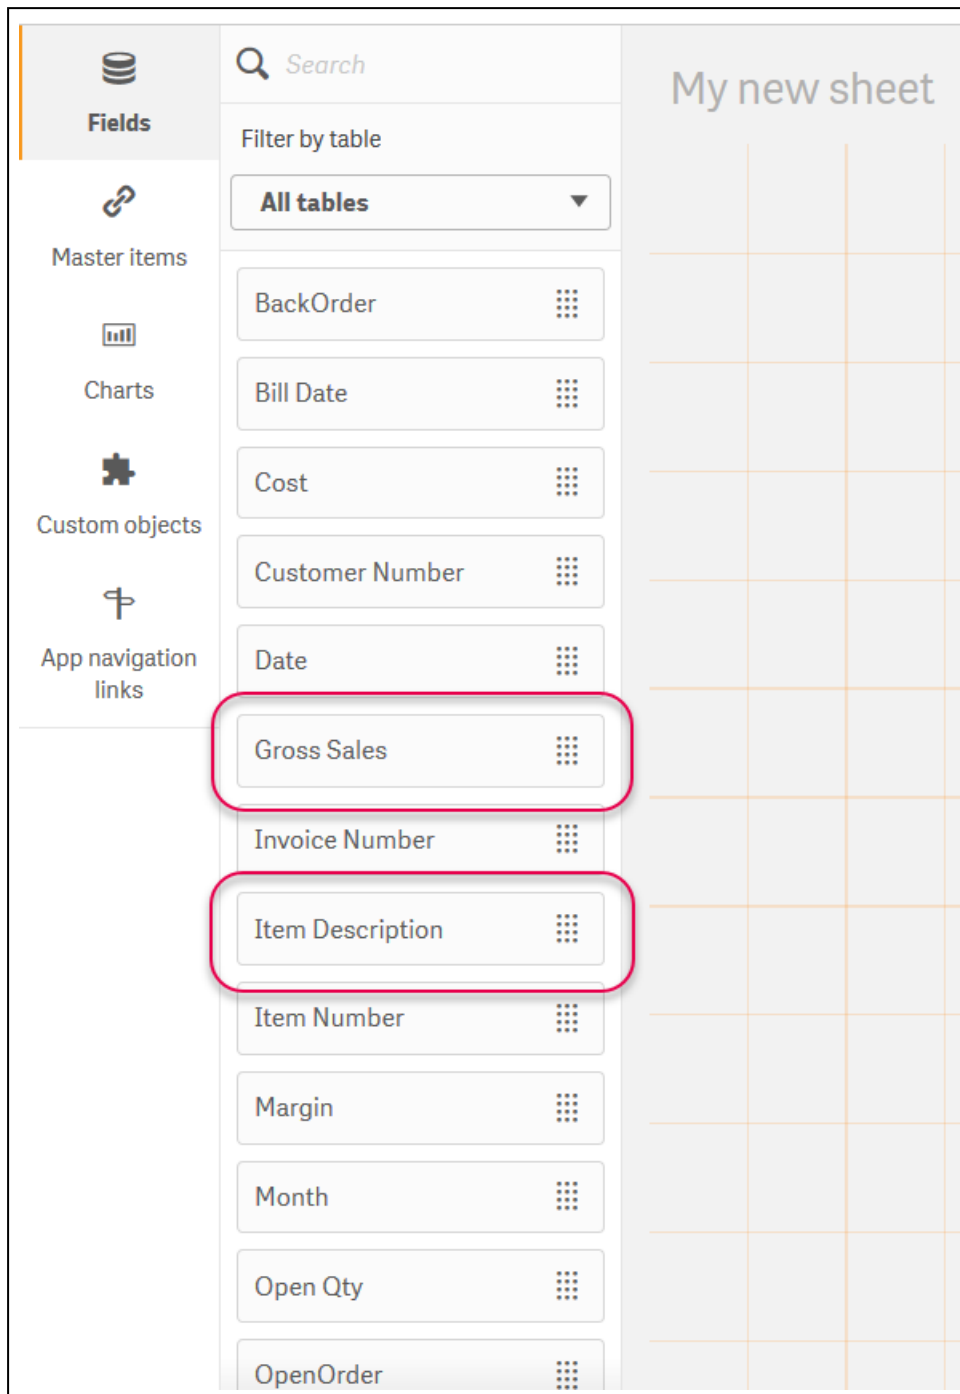 Fields
Master items
Charts
Custom objects
App navigation
links
Search
Filter by table
All tables
BackOrder
Bill Date
Cost
Customer Number
Date
Gross Sales
Invoice Number
Item Description
Item Number
Margin
Month
Open Qty
OpenOrder
My new sheet